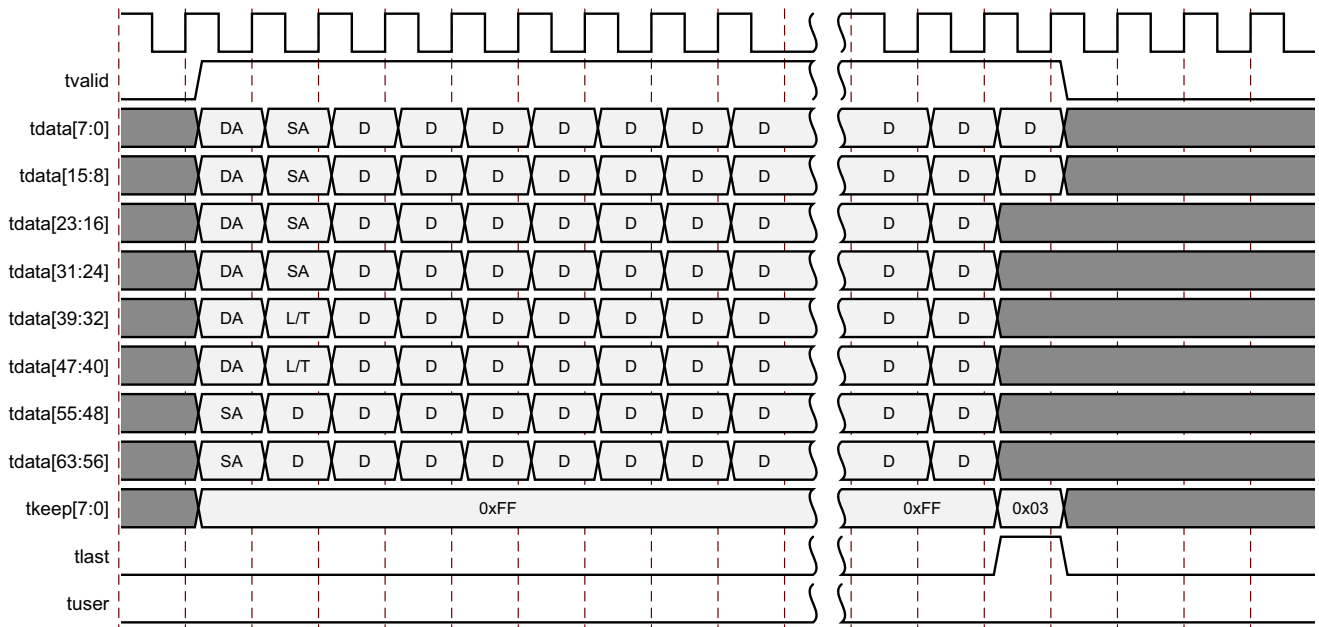 tvalid
tdata[7:0] DA SA D D D D D D D D D D
tdata[15:8] DA SA D D D D D D D D D D
tdata[23:16] DA SA D D D D D D D D D
tdata[31:24] DA SA D D D D D D D D D
tdata[39:32] DA L/T D D D D D D D D D
tdata[47:40] DA L/T D D D D D D D D D
tdata[55:48] SA D D D D D D D D D D
tdata[63:56] SA D D D D D D D D D D
tkeep[7:0] 0xFF 0xFF 0x03
tlast
tuser